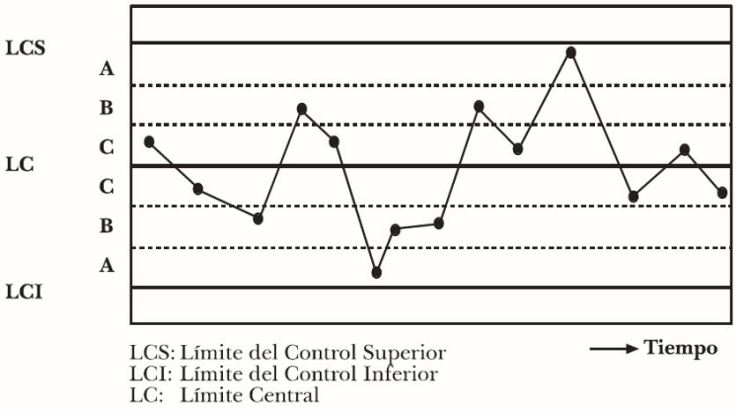 LCS
A
B
C
LC
C
B
A
LCI
LCS: Límite del Control Superior
LCI: Límite del Control Inferior
LC: Límite Central
Tiempo